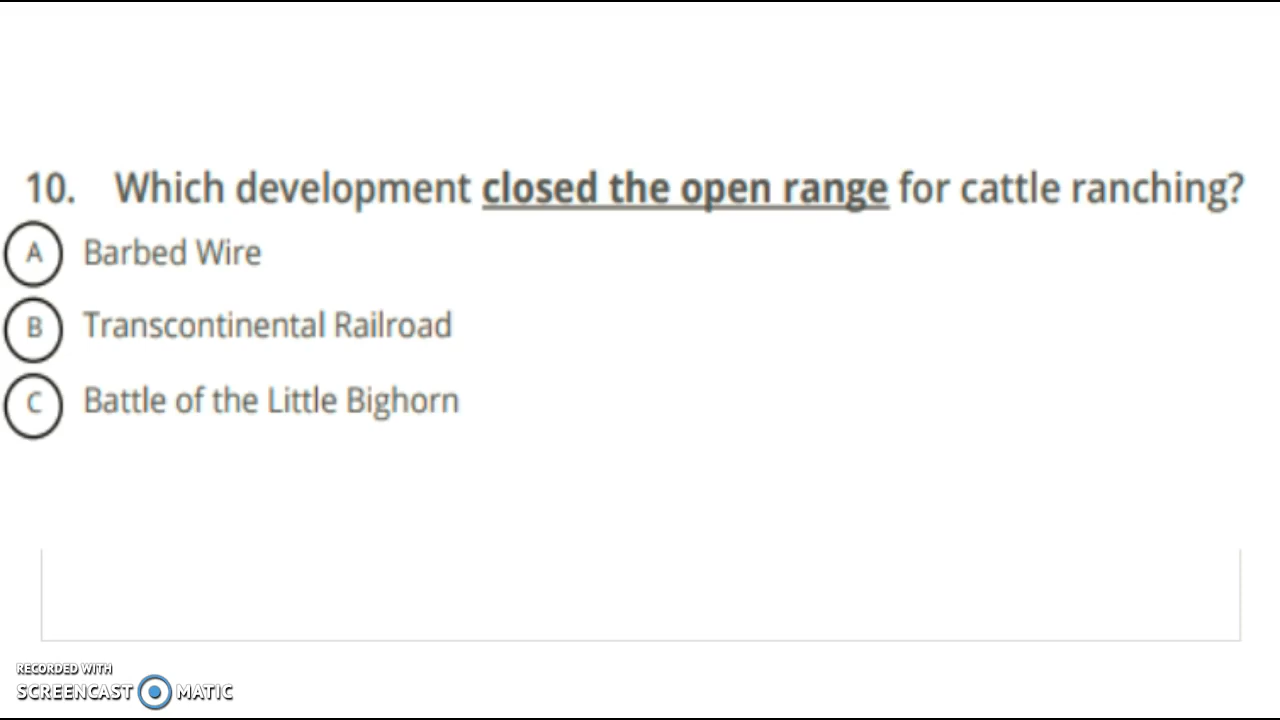 10. Which development closed the open range for cattle ranching?
A Barbed Wire
B Transcontinental Railroad
C Battle of the Little Bighorn
RECORDED WITH
SCREENCAST MATIC